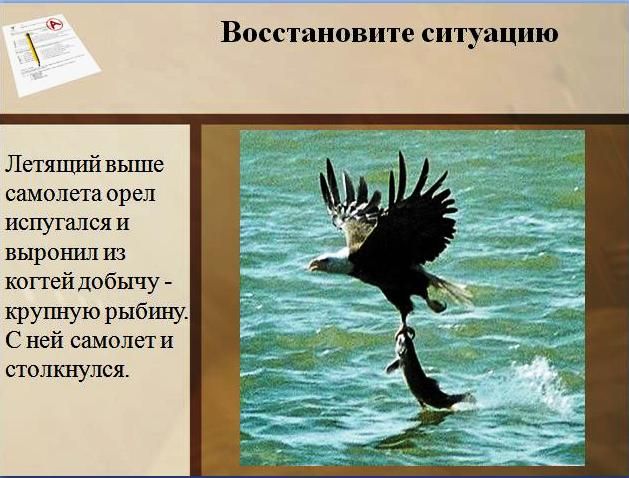 Восстановите ситуацию
Летящий выше
самолета орел
испугался и
выронил из
когтей добычу -
крупную рыбину.
С ней самолет и
столкнулся.